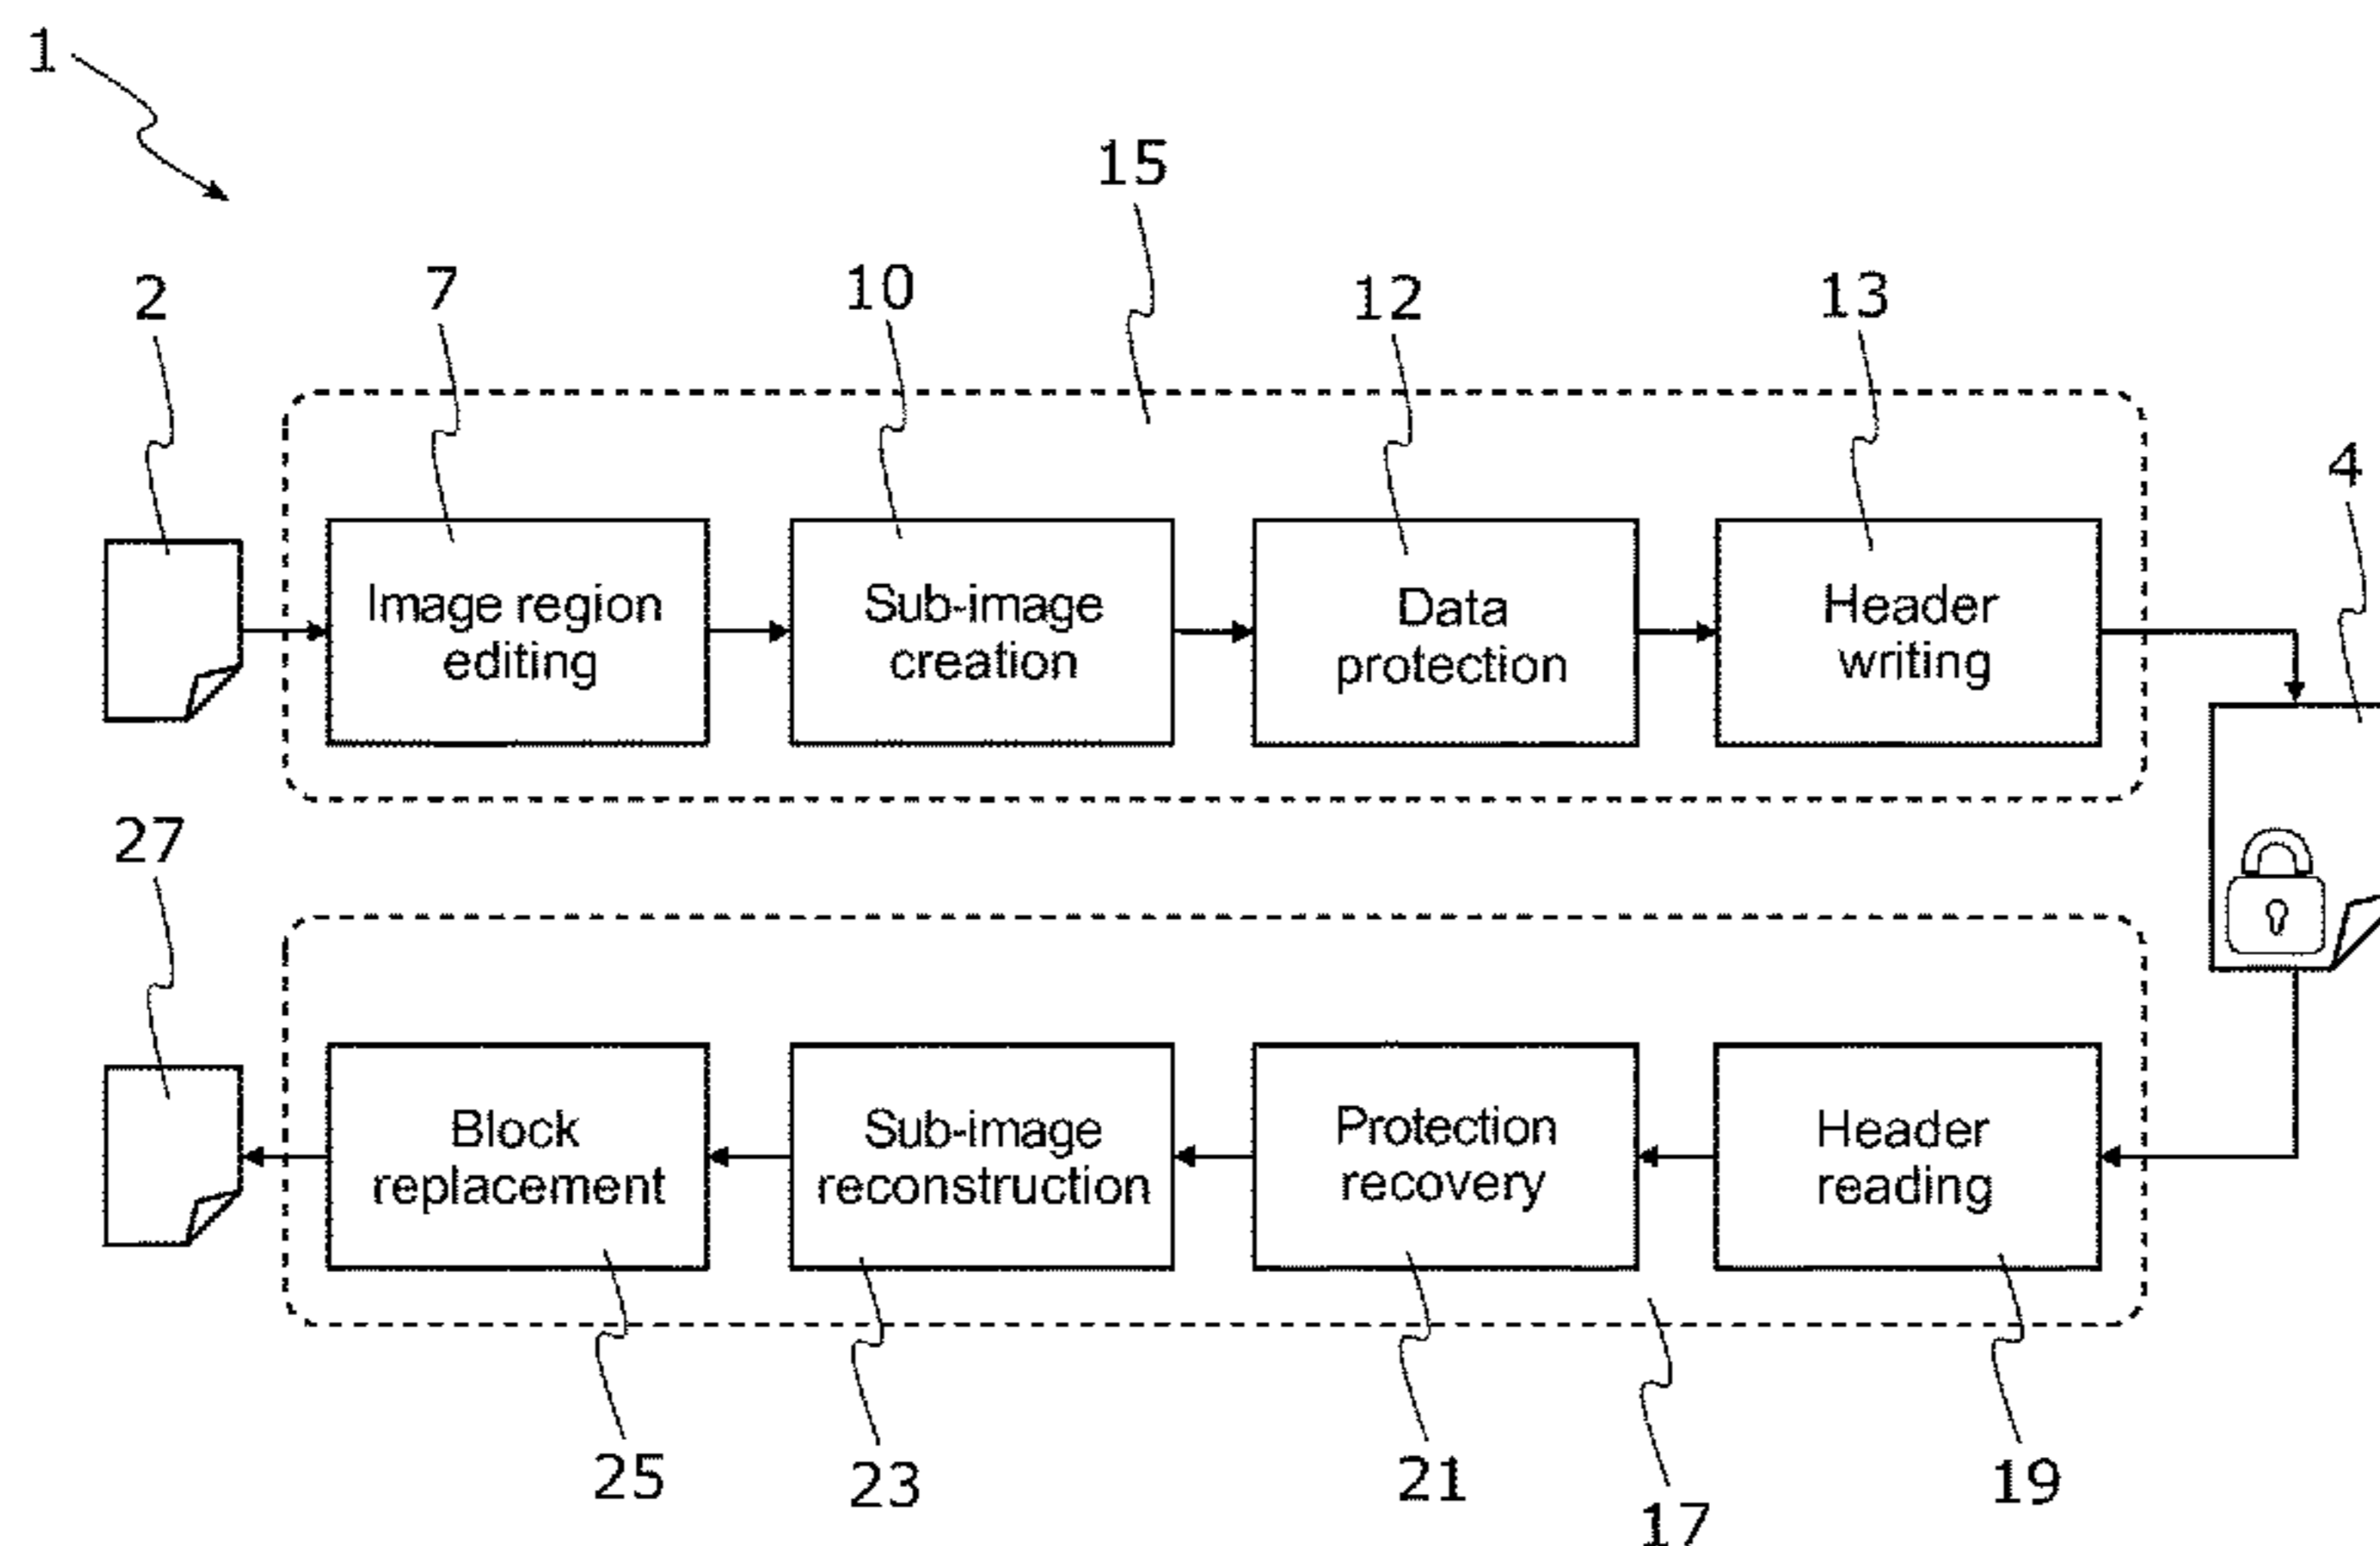 1
15
2
7
10
12
13
4
Image region
editing
Sub-image
creation
Data
protection
Header
writing
27
Block
replacement
Sub-image
reconstruction
Protection
recovery
Header
reading
25
23
21
17
19